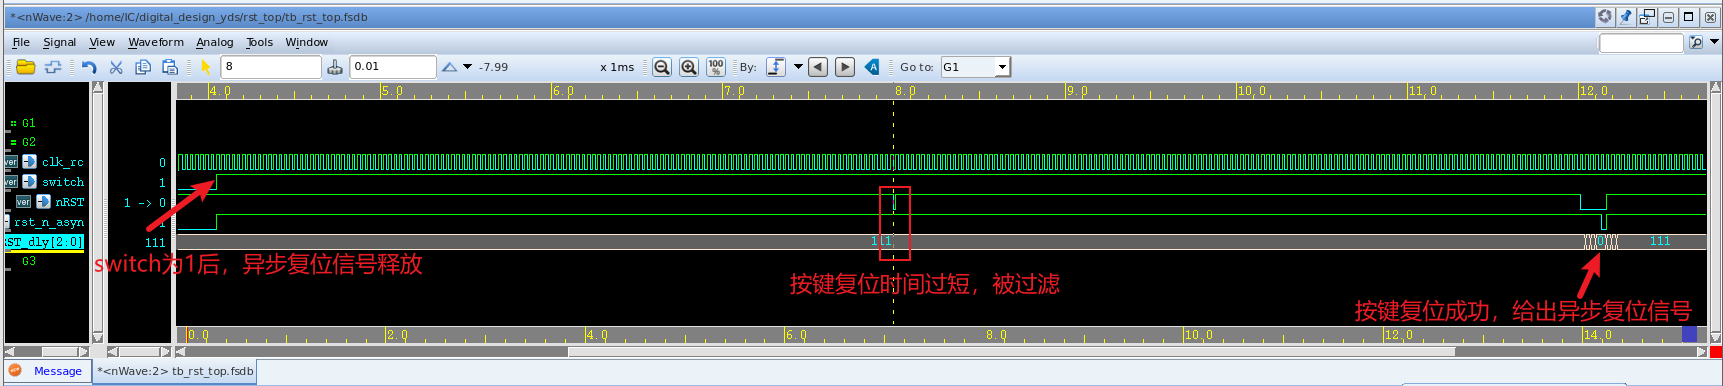 *<nWave:2> /home/IC/digital_design_yds/rst_top/tb_rst_top.fsdb
File Signal View Waveform Analog Tools Window
8 0.01 -7.99 x 1ms 100% By: Go to: G1
4.0 5.0 6.0 7.0 8.0 9.0 10.0 11.0 12.0
G1
G2
ver clk_rc 0
ver switch 1
ver nRST 1 -> 0
rst_n_asyn 1
ST_dly[2:0] 111 111 0 111
G3
switch为1后，异步复位信号释放
按键复位时间过短，被过滤
按键复位成功，给出异步复位信号
0.0 2.0 4.0 6.0 8.0 10.0 12.0 14.0
Message *<nWave:2> tb_rst_top.fsdb